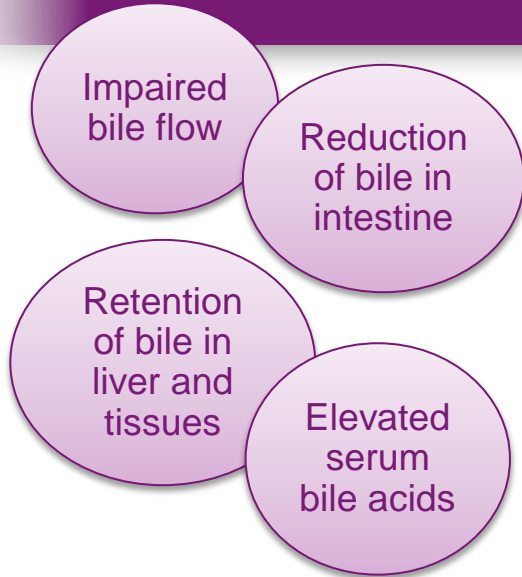 Impaired
bile flow
Reduction
of bile in
intestine
Retention
of bile in
liver and
tissues
Elevated
serum
bile acids